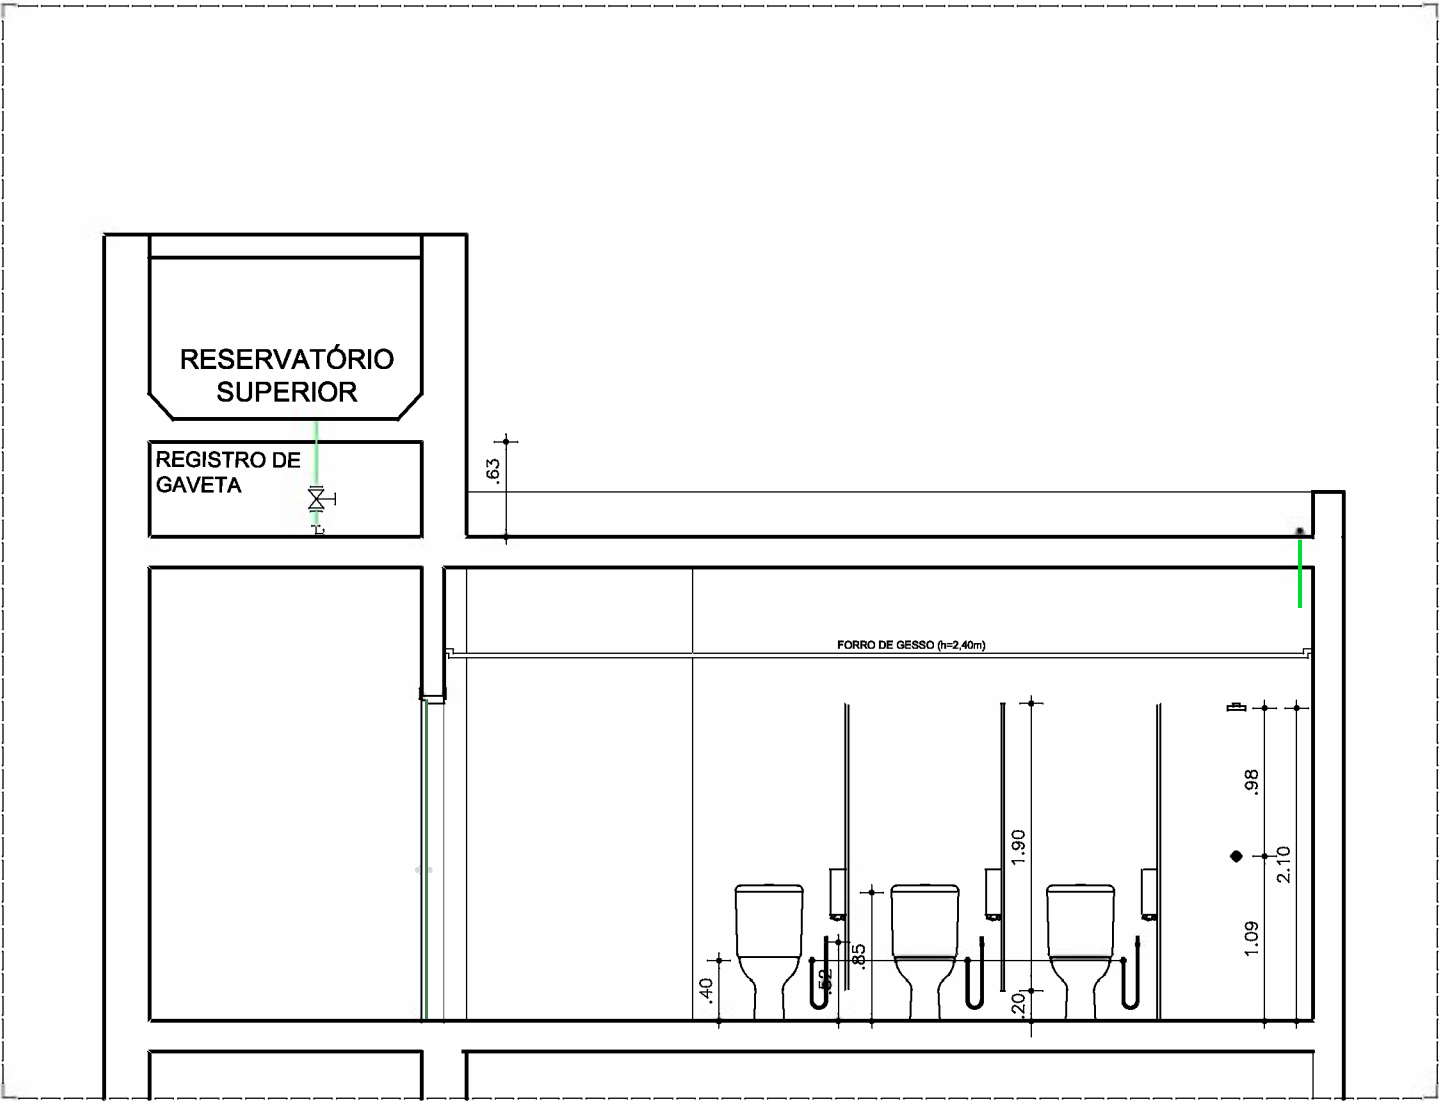 RESERVATÓRIO
SUPERIOR
REGISTRO DE
GAVETA
.63
FORRO DE GESSO (h=2,40m)
.98
1.90
2.10
1.09
.85
.52
.40
.20